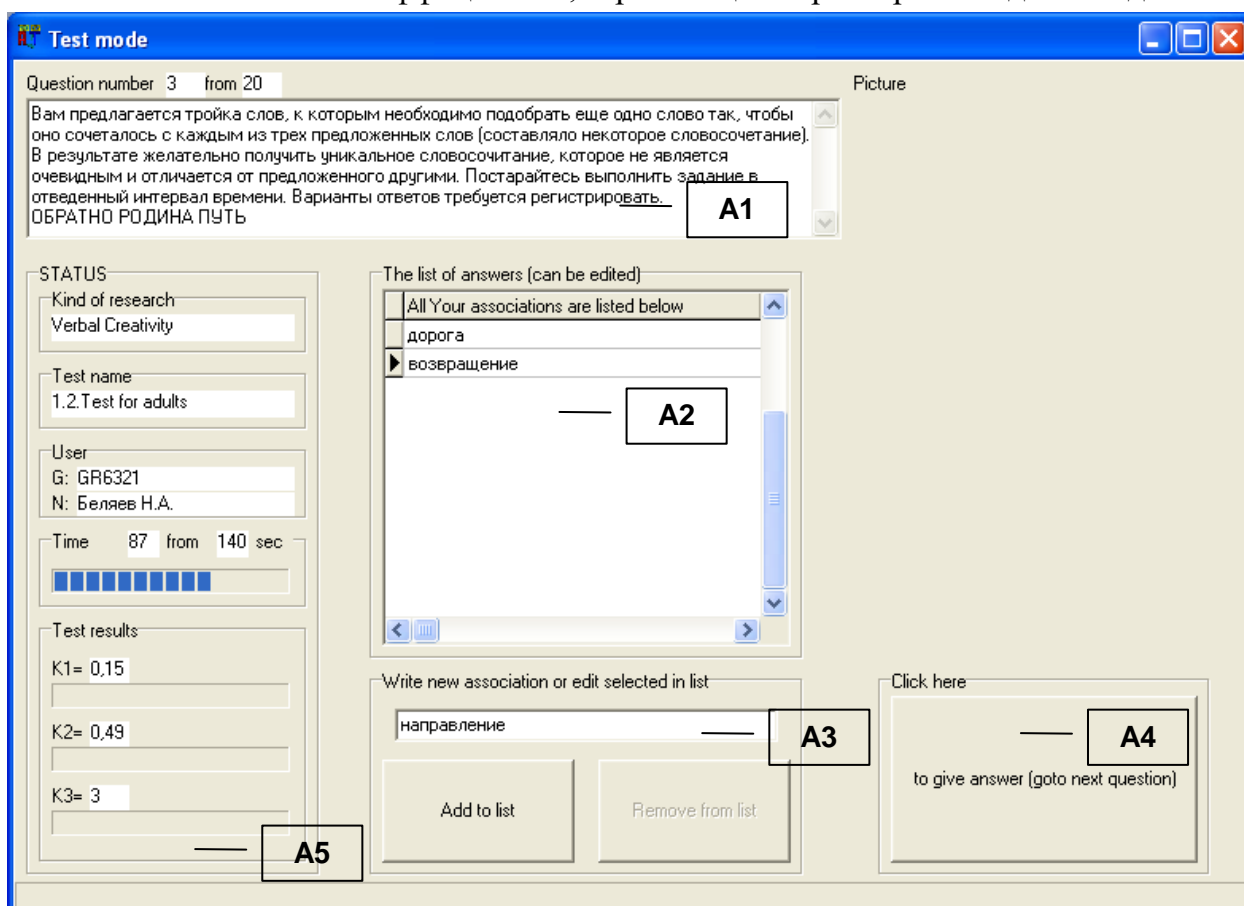 Test mode
Question number 3 from 20
Picture
Вам предлагается тройка слов, к которым необходимо подобрать еще одно слово так, чтобы
оно сочеталось с каждым из трех предложенных слов (составляло некоторое словосочетание).
В результате желательно получить уникальное словосочитание, которое не является
очевидным и отличается от предложенного другими. Постарайтесь выполнить задание в
отведенный интервал времени. Варианты ответов требуется регистрировать.
ОБРАТНО РОДИНА ПУТЬ
A1
STATUS
Kind of research
Verbal Creativity
Test name
1.2.Test for adults
User
G: GR6321
N: Беляев Н.А.
Time 87 from 140 sec
Test results
K1= 0,15
K2= 0,49
K3= 3
A5
The list of answers (can be edited)
All Your associations are listed below
дорога
возвращение
A2
Write new association or edit selected in list
направление
A3
Add to list
Remove from list
Click here
A4
to give answer (goto next question)